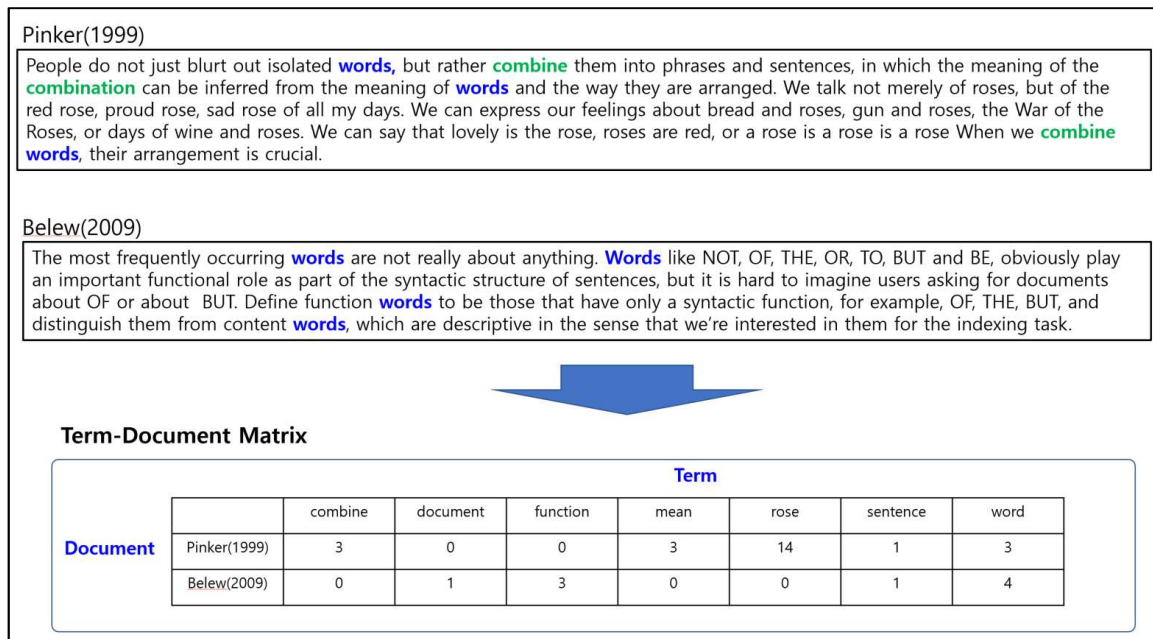 Pinker(1999)
People do not just blurt out isolated words, but rather combine them into phrases and sentences, in which the meaning of the
combination can be inferred from the meaning of words and the way they are arranged. We talk not merely of roses, but of the
red rose, proud rose, sad rose of all my days. We can express our feelings about bread and roses, gun and roses, the War of the
Roses, or days of wine and roses. We can say that lovely is the rose, roses are red, or a rose is a rose is a rose When we combine
words, their arrangement is crucial.
Belew(2009)
The most frequently occurring words are not really about anything. Words like NOT, OF, THE, OR, TO, BUT and BE, obviously play
an important functional role as part of the syntactic structure of sentences, but it is hard to imagine users asking for documents
about OF or about BUT. Define function words to be those that have only a syntactic function, for example, OF, THE, BUT, and
distinguish them from content words, which are descriptive in the sense that we're interested in them for the indexing task.
Term-Document Matrix
Term
combine document function mean rose sentence word
Document Pinker(1999) 3 0 0 3 14 1 3
Belew(2009) 0 1 3 0 0 1 4